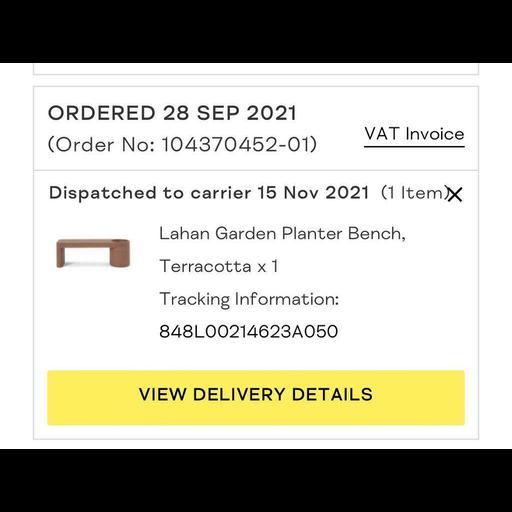 ORDERED 28 SEP 2021
(Order No: 104370452-01)
VAT Invoice
Dispatched to carrier 15 Nov 2021 (1 Item)
Lahan Garden Planter Bench,
Terracotta x 1
Tracking Information:
848L00214623A050
VIEW DELIVERY DETAILS